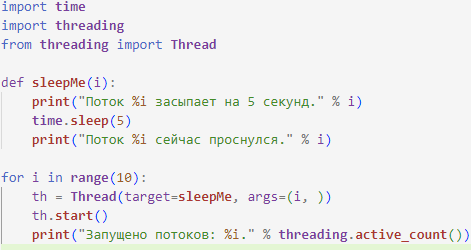 import time
import threading
from threading import Thread
def sleepMe(i):
    print("Поток %i засыпает на 5 секунд." % i)
    time.sleep(5)
    print("Поток %i сейчас проснулся." % i)
for i in range(10):
    th = Thread(target=sleepMe, args=(i, ))
    th.start()
    print("Запущено потоков: %i." % threading.active_count())